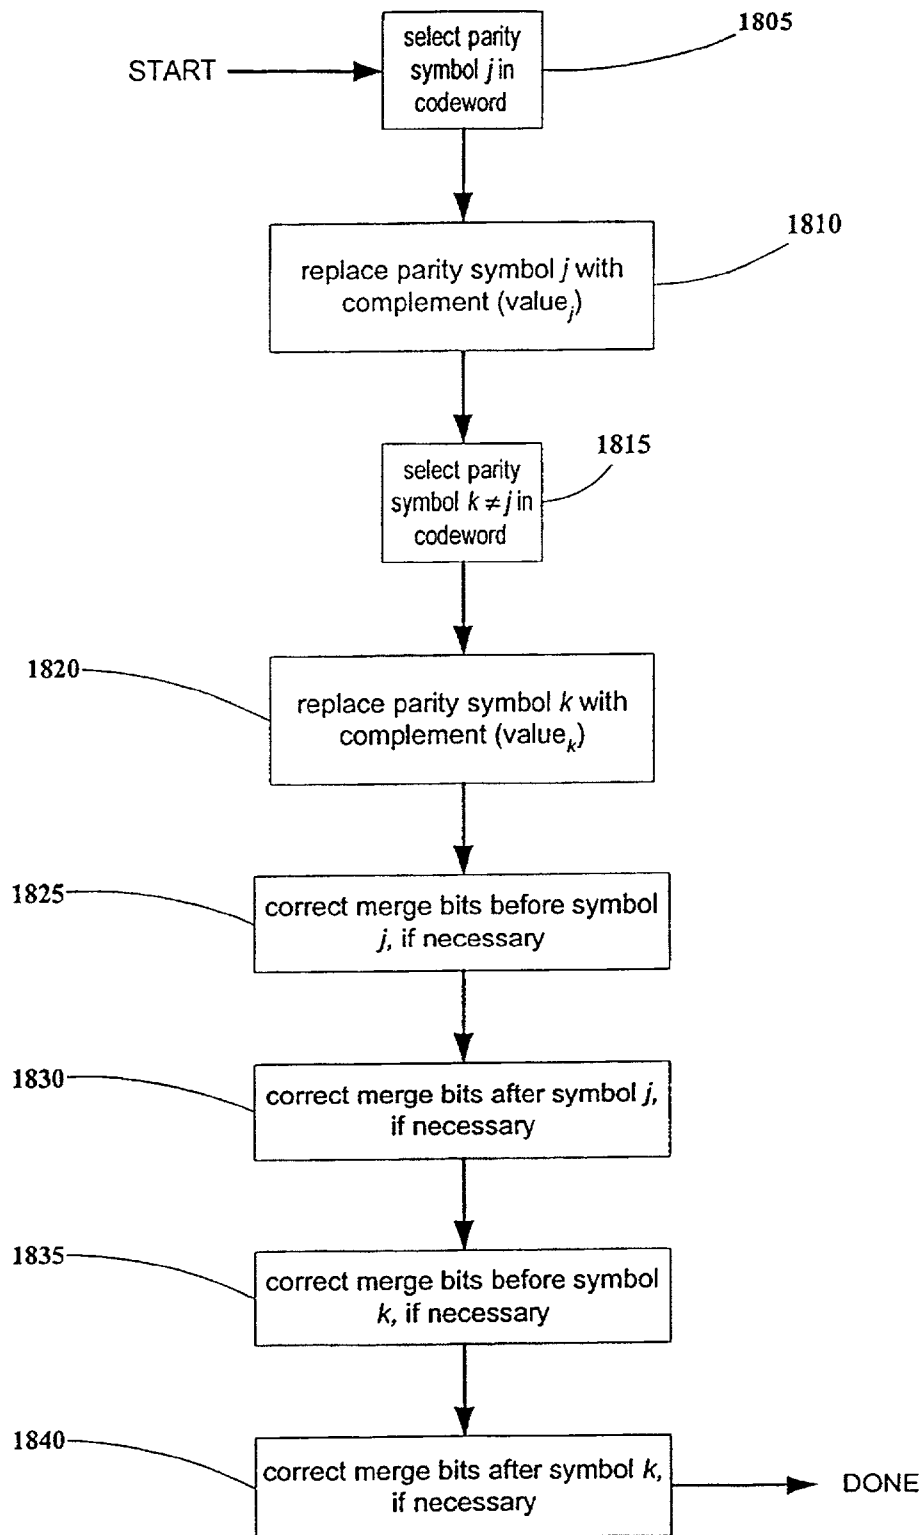 1805
select parity
symbol j in
codeword
START
1810
replace parity symbol j with
complement (value_j)
1815
select parity
symbol k ≠ j in
codeword
1820
replace parity symbol k with
complement (value_k)
1825
correct merge bits before symbol
j, if necessary
1830
correct merge bits after symbol j,
if necessary
1835
correct merge bits before symbol
k, if necessary
1840
correct merge bits after symbol k,
if necessary
DONE